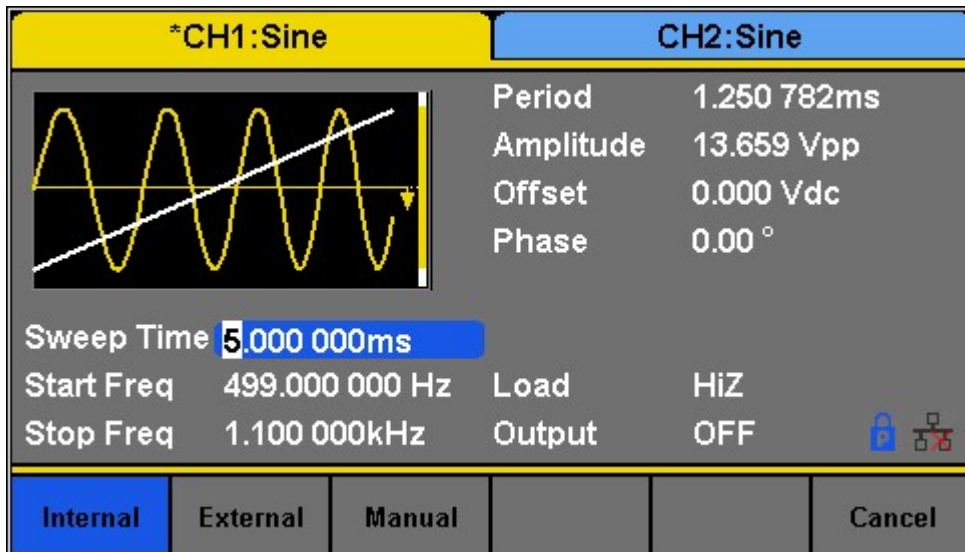 *CH1:Sine
CH2:Sine
Period 1.250 782ms
Amplitude 13.659 Vpp
Offset 0.000 Vdc
Phase 0.00 °
Sweep Time 5.000 000ms
Start Freq 499.000 000 Hz
Load HiZ
Stop Freq 1.100 000kHz
Output OFF
P
Internal
External
Manual
Cancel